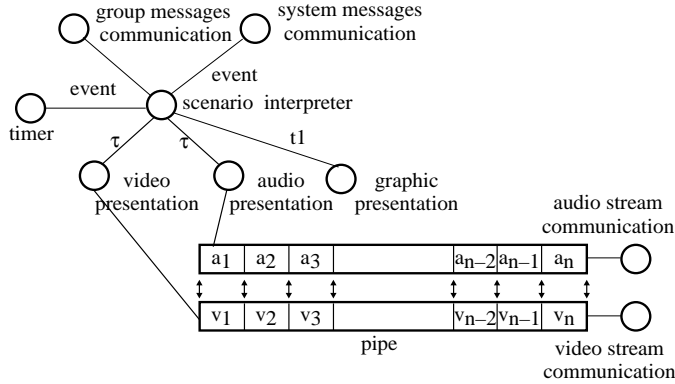 group messages
communication
system messages
communication
event
event
scenario interpreter
timer
τ
τ
t1
video
presentation
audio
presentation
graphic
presentation
audio stream
communication
a1 a2 a3 an–2 an–1 an
v1 v2 v3 vn–2 vn–1 vn
pipe
video stream
communication